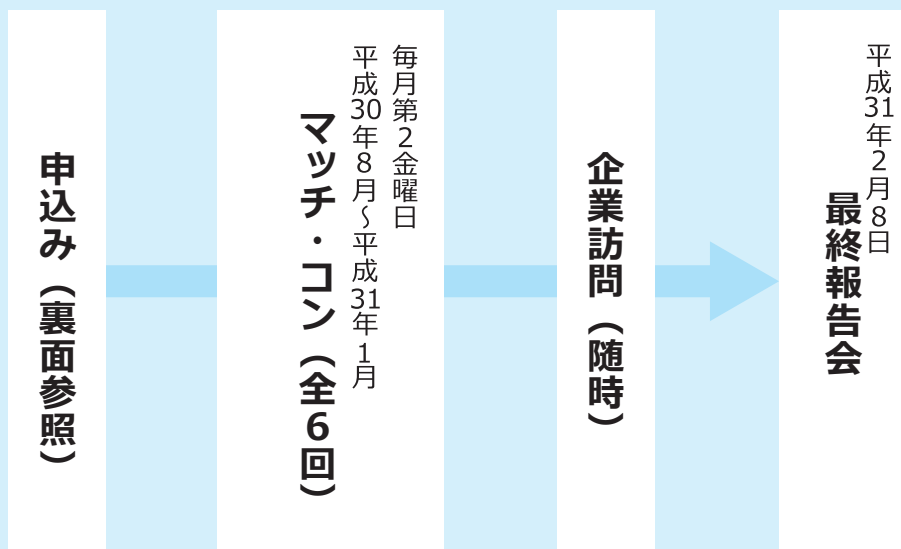 申込み（裏面参照）
毎月第２金曜日
平成30年８月～平成31年１月
マッチ・コン（全６回）
企業訪問（随時）
平成31年２月８日
最終報告会